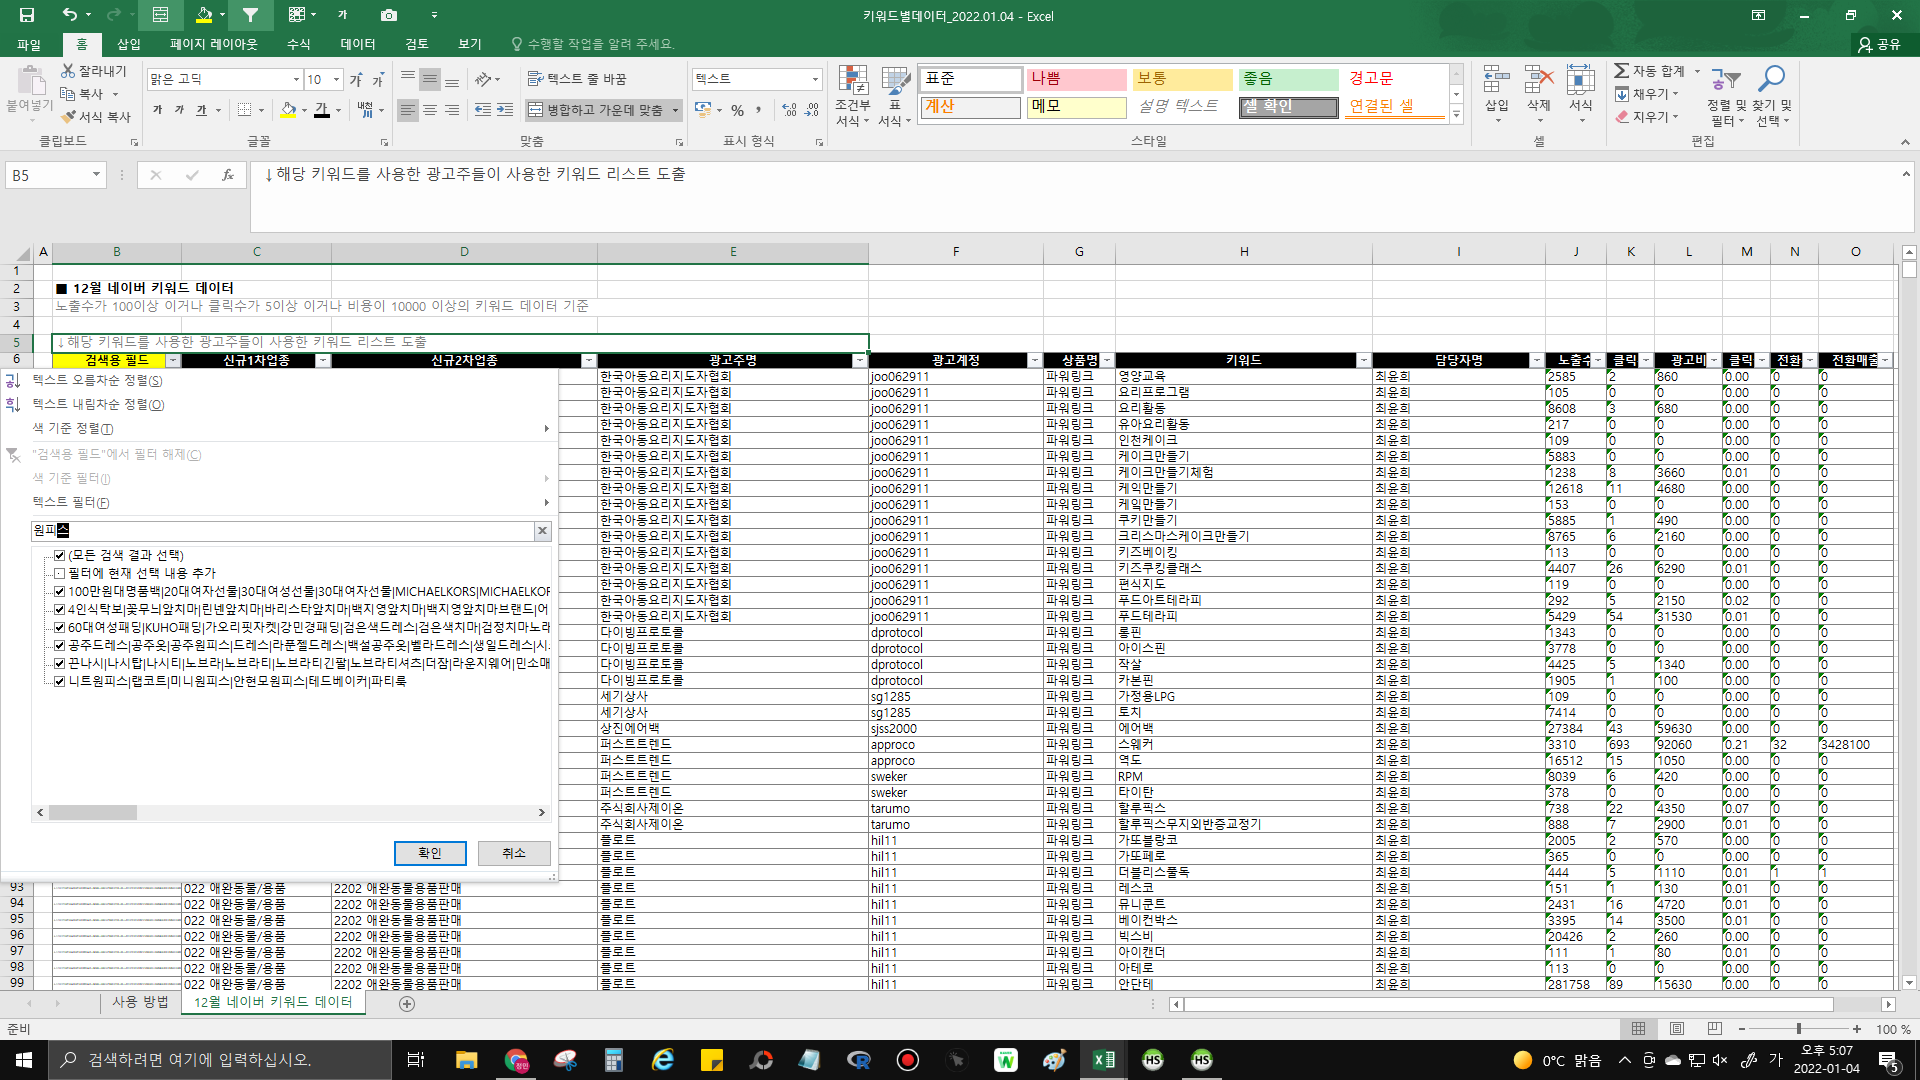 키워드별데이터_2022.01.04 - Excel
파일 홈 삽입 페이지 레이아웃 수식 데이터 검토 보기 수행할 작업을 알려 주세요. 공유
붙여넣기 잘라내기 복사 서식 복사
맑은 고딕 10
텍스트 줄 바꿈
병합하고 가운데 맞춤
텍스트
조건부 서식 표 서식
표준 나쁨 보통 좋음 경고문
계산 메모 설명 텍스트 셀 확인 연결된 셀
삽입 삭제 서식
자동 합계 채우기 지우기
정렬 및 필터 찾기 및 선택
클립보드 글꼴 맞춤 표시 형식 스타일 셀 편집
B5 fx ↓해당 키워드를 사용한 광고주들이 사용한 키워드 리스트 도출
A B C D E F G H I J K L M N O
1
2 ■ 12월 네이버 키워드 데이터
3 노출수가 100이상 이거나 클릭수가 5이상 이거나 비용이 10000 이상의 키워드 데이터 기준
4
5 ↓해당 키워드를 사용한 광고주들이 사용한 키워드 리스트 도출
6 검색용 필드 신규1차업종 신규2차업종 광고주명 광고계정 상품명 키워드 담당자명 노출수 클릭 광고비 클릭 전환 전환매출
텍스트 오름차순 정렬(S)
텍스트 내림차순 정렬(O)
색 기준 정렬(T)
"검색용 필드"에서 필터 해제(C)
색 기준 필터(I)
텍스트 필터(F)
원피스
(모든 검색 결과 선택)
필터에 현재 선택 내용 추가
100만원대명품백|20대여자선물|30대여성선물|30대여자선물|MICHAELKORS|MICHAELKOR
4인식탁보|꽃무늬앞치마|린넨앞치마|바리스타앞치마|백지영앞치마|백지영앞치마브랜드|어
60대여성패딩|KUHO패딩|가오리핏자켓|강민경패딩|검은색드레스|검은색치마|검정치마노래
공주드레스|공주옷|공주원피스|드레스|라푼젤드레스|백설공주옷|벨라드레스|생일드레스|시
끈나시|나시탑|나시티|노브라|노브라티|노브라티긴팔|노브라티셔츠|더잠|라운지웨어|민소매
니트원피스|랩코트|미니원피스|안현모원피스|테드베이커|파티룩
확인 취소
한국아동요리지도자협회 joo062911 파워링크 영양교육 최윤희 2585 2 860 0.00 0 0
한국아동요리지도자협회 joo062911 파워링크 요리프로그램 최윤희 105 0 0 0.00 0 0
한국아동요리지도자협회 joo062911 파워링크 요리활동 최윤희 8608 3 680 0.00 0 0
한국아동요리지도자협회 joo062911 파워링크 유아요리활동 최윤희 217 0 0 0.00 0 0
한국아동요리지도자협회 joo062911 파워링크 인천케이크 최윤희 109 0 0 0.00 0 0
한국아동요리지도자협회 joo062911 파워링크 케이크만들기 최윤희 5883 0 0 0.00 0 0
한국아동요리지도자협회 joo062911 파워링크 케이크만들기체험 최윤희 1238 8 3660 0.01 0 0
한국아동요리지도자협회 joo062911 파워링크 케익만들기 최윤희 12618 11 4680 0.00 0 0
한국아동요리지도자협회 joo062911 파워링크 케잌만들기 최윤희 153 0 0 0.00 0 0
한국아동요리지도자협회 joo062911 파워링크 쿠키만들기 최윤희 5885 1 490 0.00 0 0
한국아동요리지도자협회 joo062911 파워링크 크리스마스케이크만들기 최윤희 8765 6 2160 0.00 0 0
한국아동요리지도자협회 joo062911 파워링크 키즈베이킹 최윤희 113 0 0 0.00 0 0
한국아동요리지도자협회 joo062911 파워링크 키즈쿠킹클래스 최윤희 4407 26 6290 0.01 0 0
한국아동요리지도자협회 joo062911 파워링크 편식지도 최윤희 119 0 0 0.00 0 0
한국아동요리지도자협회 joo062911 파워링크 푸드아트테라피 최윤희 292 5 2150 0.02 0 0
한국아동요리지도자협회 joo062911 파워링크 푸드테라피 최윤희 5429 54 31530 0.01 0 0
다이빙프로토콜 dprotocol 파워링크 롱핀 최윤희 1343 0 0 0.00 0 0
다이빙프로토콜 dprotocol 파워링크 아이스핀 최윤희 3778 0 0 0.00 0 0
다이빙프로토콜 dprotocol 파워링크 작살 최윤희 4425 5 1340 0.00 0 0
다이빙프로토콜 dprotocol 파워링크 카본핀 최윤희 1905 1 100 0.00 0 0
세기상사 sg1285 파워링크 가정용LPG 최윤희 109 0 0 0.00 0 0
세기상사 sg1285 파워링크 토치 최윤희 7414 0 0 0.00 0 0
상진에어백 sjss2000 파워링크 에어백 최윤희 27384 43 59630 0.00 0 0
퍼스트트렌드 approco 파워링크 스웨커 최윤희 3310 693 92060 0.21 32 3428100
퍼스트트렌드 approco 파워링크 역도 최윤희 16512 15 1050 0.00 0 0
퍼스트트렌드 sweker 파워링크 RPM 최윤희 8039 6 420 0.00 0 0
퍼스트트렌드 sweker 파워링크 타이탄 최윤희 378 0 0 0.00 0 0
주식회사제이온 tarumo 파워링크 할루픽스 최윤희 738 22 4350 0.07 0 0
주식회사제이온 tarumo 파워링크 할루픽스무지외반증교정기 최윤희 888 7 2900 0.01 0 0
플로트 hil11 파워링크 가또블랑코 최윤희 2005 2 570 0.00 0 0
플로트 hil11 파워링크 가또페로 최윤희 365 0 0 0.00 0 0
플로트 hil11 파워링크 더블리스풀독 최윤희 444 5 1110 0.01 1 1
93 022 애완동물/용품 2202 애완동물용품판매 플로트 hil11 파워링크 레스코 최윤희 151 1 130 0.01 0 0
94 022 애완동물/용품 2202 애완동물용품판매 플로트 hil11 파워링크 뮤니쿤트 최윤희 2431 16 4720 0.01 0 0
95 022 애완동물/용품 2202 애완동물용품판매 플로트 hil11 파워링크 베이컨박스 최윤희 3395 14 3500 0.01 0 0
96 022 애완동물/용품 2202 애완동물용품판매 플로트 hil11 파워링크 빅스비 최윤희 20426 2 260 0.00 0 0
97 022 애완동물/용품 2202 애완동물용품판매 플로트 hil11 파워링크 아이캔더 최윤희 111 1 80 0.01 0 0
98 022 애완동물/용품 2202 애완동물용품판매 플로트 hil11 파워링크 아테로 최윤희 113 0 0 0.00 0 0
99 022 애완동물/용품 2202 애완동물용품판매 플로트 hil11 파워링크 안단테 최윤희 281758 89 15630 0.00 0 0
사용 방법 12월 네이버 키워드 데이터
준비 100 %
검색하려면 여기에 입력하십시오.
0°C 맑음 가 오후 5:07
2022-01-04 5